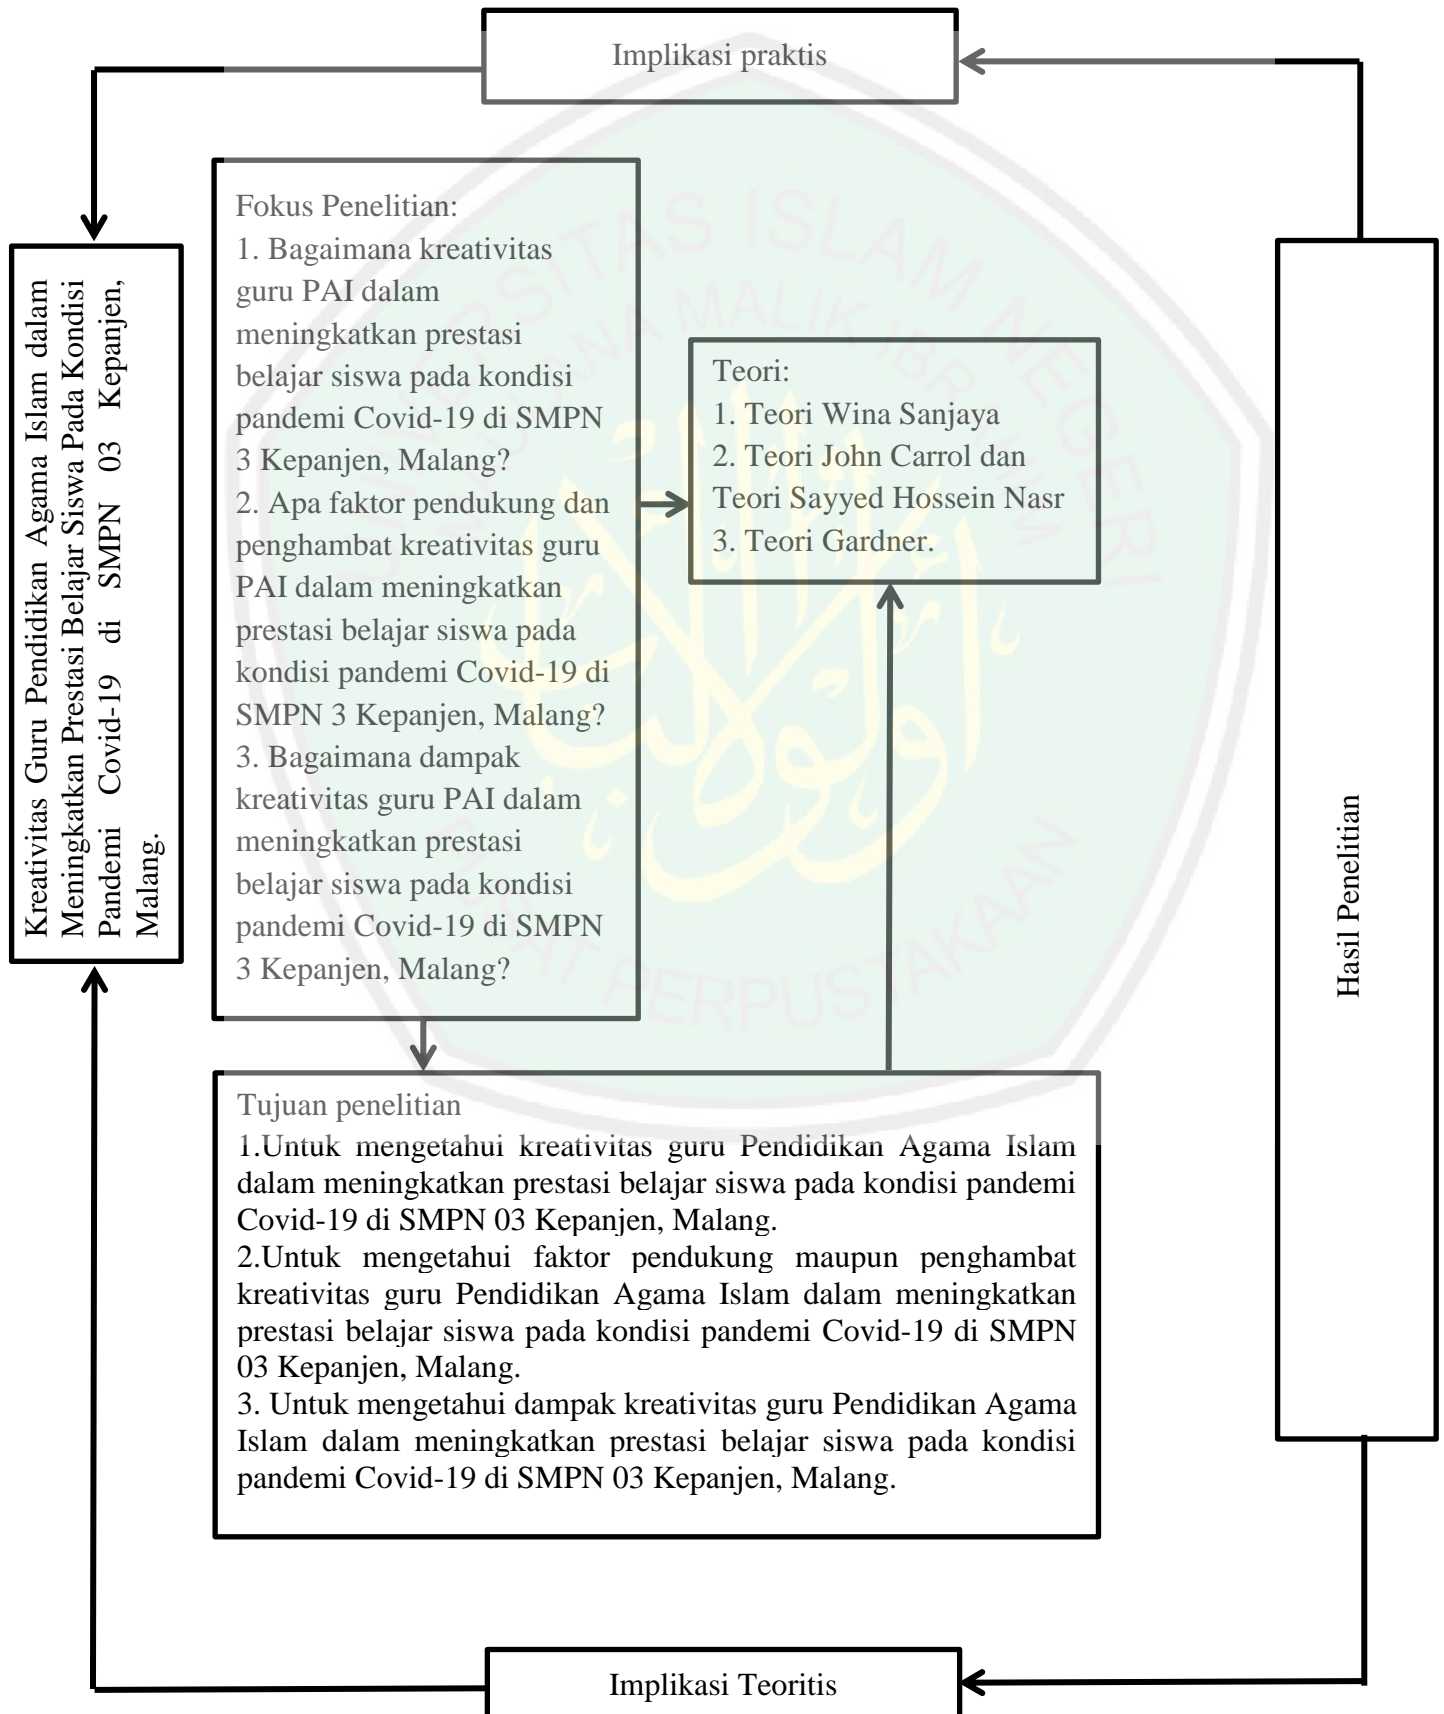 Implikasi praktis
Kreativitas Guru Pendidikan Agama Islam dalam
Meningkatkan Prestasi Belajar Siswa Pada Kondisi
Pandemi Covid-19 di SMPN 03 Kepanjen,
Malang.
Fokus Penelitian:
1. Bagaimana kreativitas
guru PAI dalam
meningkatkan prestasi
belajar siswa pada kondisi
pandemi Covid-19 di SMPN
3 Kepanjen, Malang?
2. Apa faktor pendukung dan
penghambat kreativitas guru
PAI dalam meningkatkan
prestasi belajar siswa pada
kondisi pandemi Covid-19 di
SMPN 3 Kepanjen, Malang?
3. Bagaimana dampak
kreativitas guru PAI dalam
meningkatkan prestasi
belajar siswa pada kondisi
pandemi Covid-19 di SMPN
3 Kepanjen, Malang?
Teori:
1. Teori Wina Sanjaya
2. Teori John Carrol dan
Teori Sayyed Hossein Nasr
3. Teori Gardner.
Hasil Penelitian
Tujuan penelitian
1.Untuk mengetahui kreativitas guru Pendidikan Agama Islam
dalam meningkatkan prestasi belajar siswa pada kondisi pandemi
Covid-19 di SMPN 03 Kepanjen, Malang.
2.Untuk mengetahui faktor pendukung maupun penghambat
kreativitas guru Pendidikan Agama Islam dalam meningkatkan
prestasi belajar siswa pada kondisi pandemi Covid-19 di SMPN
03 Kepanjen, Malang.
3. Untuk mengetahui dampak kreativitas guru Pendidikan Agama
Islam dalam meningkatkan prestasi belajar siswa pada kondisi
pandemi Covid-19 di SMPN 03 Kepanjen, Malang.
Implikasi Teoritis
UNIVERSITAS ISLAM NEGERI
MAULANA MALIK IBRAHIM
PUSAT PERPUSTAKAAN